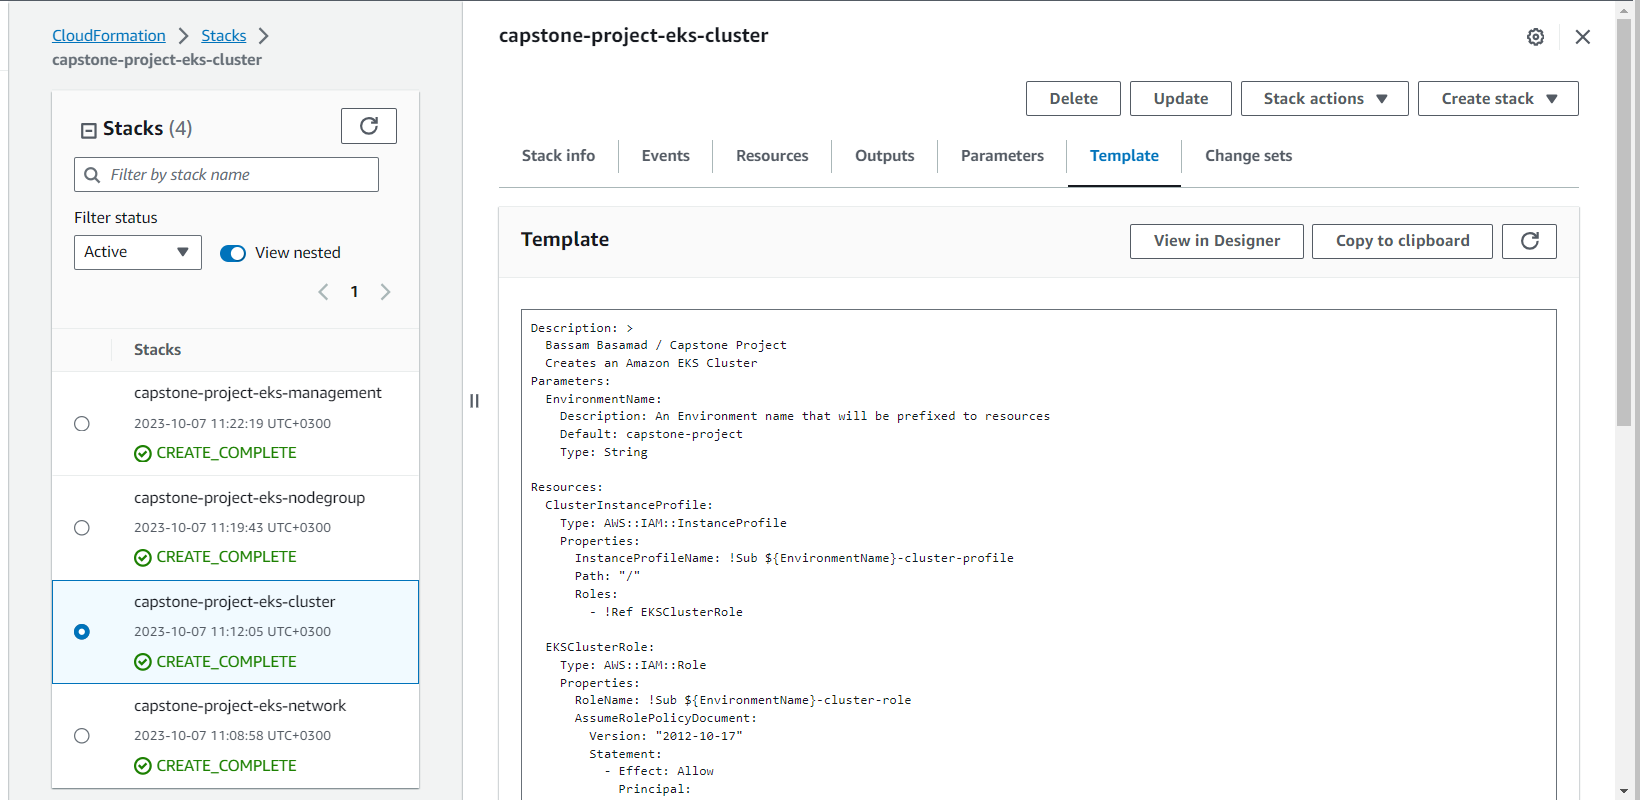 CloudFormation > Stacks >
capstone-project-eks-cluster
Stacks (4)
Filter by stack name
Filter status
Active
View nested
1
Stacks
capstone-project-eks-management
2023-10-07 11:22:19 UTC+0300
CREATE_COMPLETE
capstone-project-eks-nodegroup
2023-10-07 11:19:43 UTC+0300
CREATE_COMPLETE
capstone-project-eks-cluster
2023-10-07 11:12:05 UTC+0300
CREATE_COMPLETE
capstone-project-eks-network
2023-10-07 11:08:58 UTC+0300
CREATE_COMPLETE
capstone-project-eks-cluster
Delete Update Stack actions Create stack
Stack info Events Resources Outputs Parameters Template Change sets
Template
View in Designer Copy to clipboard
Description: >
  Bassam Basamad / Capstone Project
  Creates an Amazon EKS Cluster
Parameters:
  EnvironmentName:
    Description: An Environment name that will be prefixed to resources
    Default: capstone-project
    Type: String
Resources:
  ClusterInstanceProfile:
    Type: AWS::IAM::InstanceProfile
    Properties:
      InstanceProfileName: !Sub ${EnvironmentName}-cluster-profile
      Path: "/"
      Roles:
        - !Ref EKSClusterRole
  EKSClusterRole:
    Type: AWS::IAM::Role
    Properties:
      RoleName: !Sub ${EnvironmentName}-cluster-role
      AssumeRolePolicyDocument:
        Version: "2012-10-17"
        Statement:
          - Effect: Allow
            Principal: